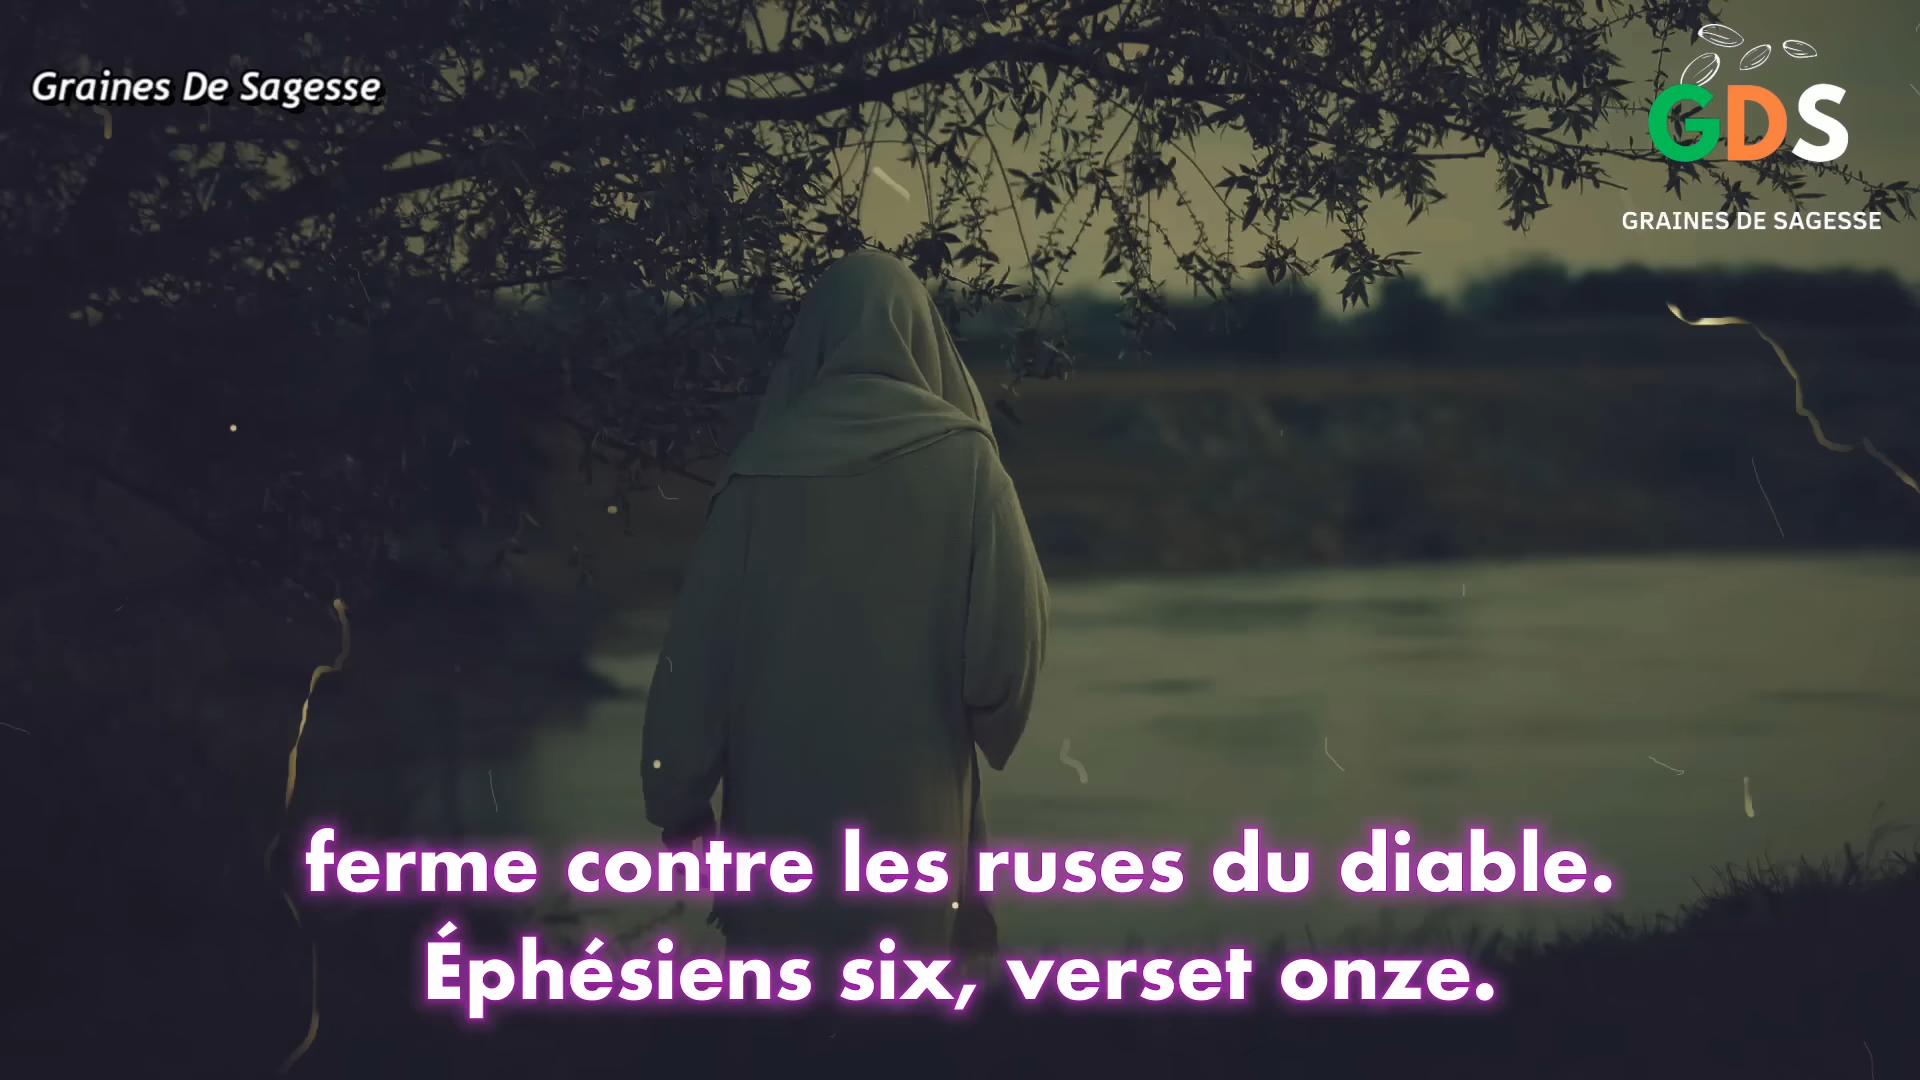 Graines De Sagesse
GDS
GRAINES DE SAGESSE
ferme contre les ruses du diable.
Éphésiens six, verset onze.